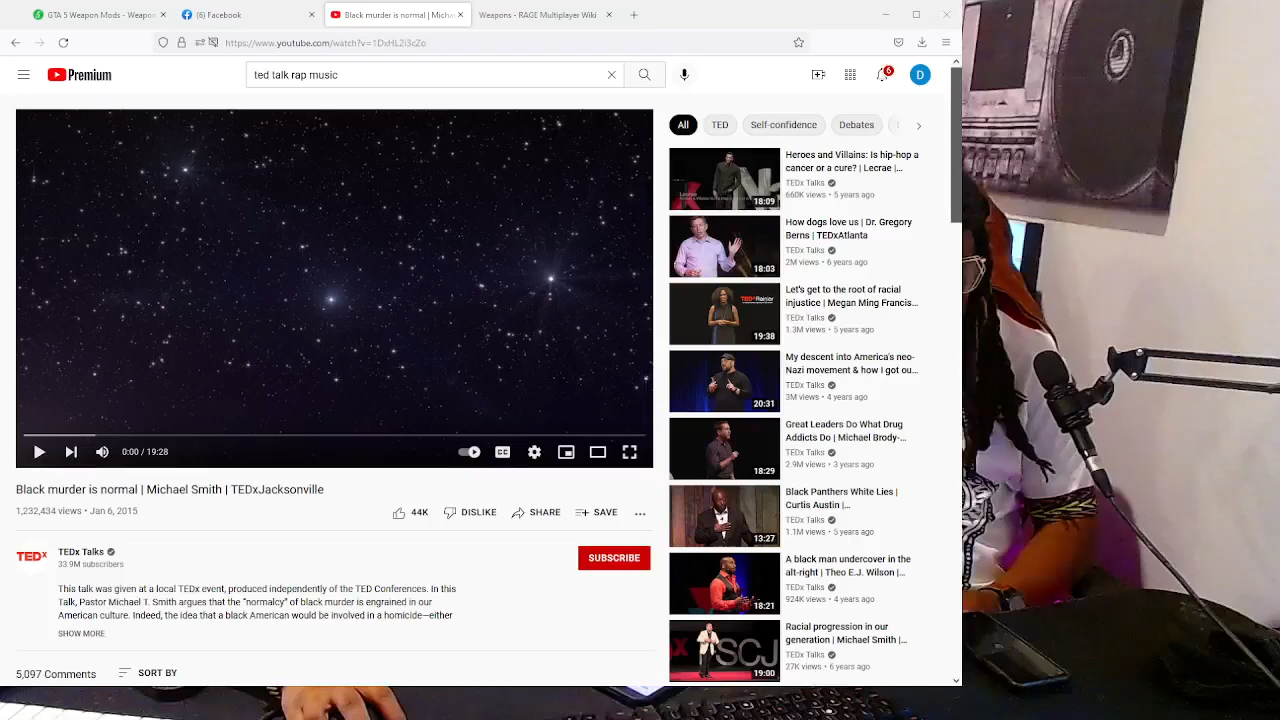 GTA 5 Weapon Mods - Weapon
(6) Facebook
Black murder is normal | Micha
Weapons - RAGE Multiplayer Wiki
https://www.youtube.com/watch?v=1DxHL2i3cZo
Premium
ted talk rap music
6
D
All
TED
Self-confidence
Debates
Heroes and Villains: Is hip-hop a
cancer or a cure? | Lecrae |...
TEDx Talks
660K views • 5 years ago
18:09
How dogs love us | Dr. Gregory
Berns | TEDxAtlanta
TEDx Talks
2M views • 6 years ago
18:03
Let's get to the root of racial
injustice | Megan Ming Francis...
TEDx Talks
1.3M views • 5 years ago
19:38
My descent into America's neo-
Nazi movement & how I got ou...
TEDx Talks
3M views • 4 years ago
20:31
Great Leaders Do What Drug
Addicts Do | Michael Brody-...
TEDx Talks
2.9M views • 3 years ago
18:29
Black Panthers White Lies |
Curtis Austin |...
TEDx Talks
1.1M views • 5 years ago
13:27
A black man undercover in the
alt-right | Theo E.J. Wilson |...
TEDx Talks
924K views • 4 years ago
18:21
Racial progression in our
generation | Michael Smith |...
TEDx Talks
27K views • 6 years ago
SCJ
19:00
0:00 / 19:28
CC
Black murder is normal | Michael Smith | TEDxJacksonville
1,232,434 views • Jan 6, 2015
44K
DISLIKE
SHARE
SAVE
TEDx
TEDx Talks
33.9M subscribers
SUBSCRIBE
This talk was given at a local TEDx event, produced independently of the TED Conferences. In this
Talk, Pastor Michael T. Smith argues that the "normalcy" of black murder is engrained in our
American culture. Indeed, the idea that a black American would be involved in a homicide—either
SHOW MORE
5,097 Comments
SORT BY